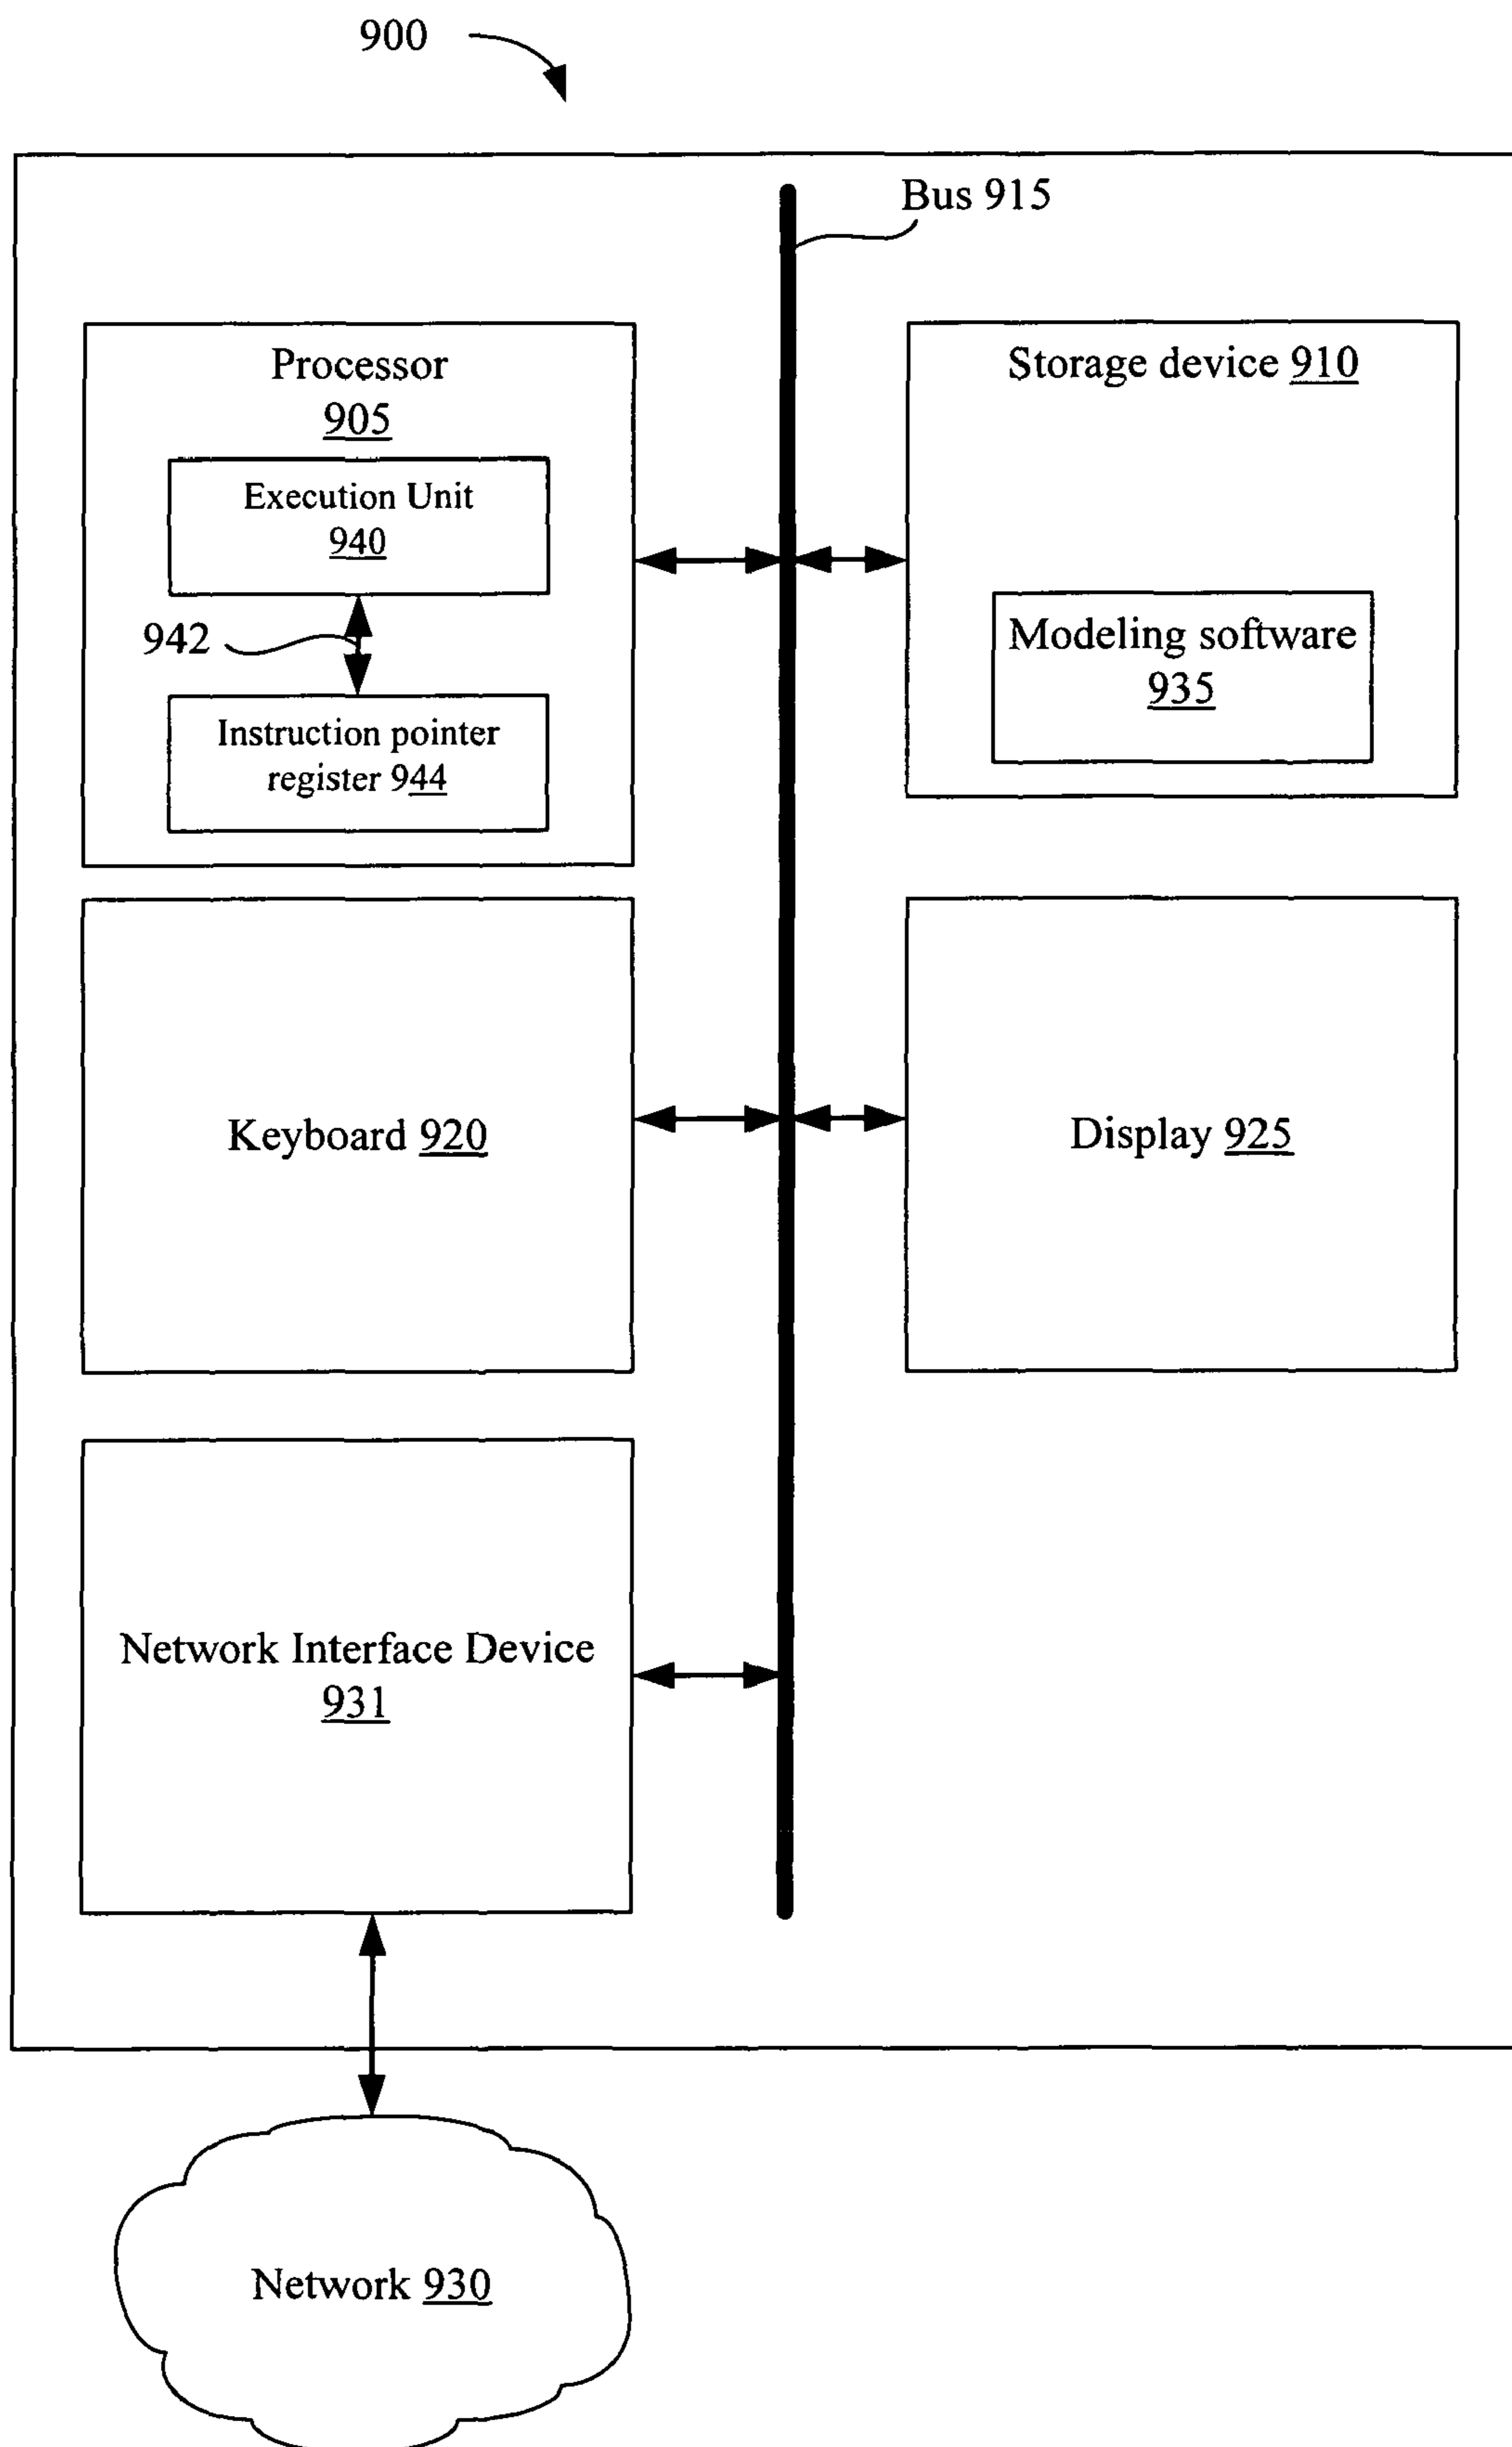 900
Bus 915
Processor
905
Execution Unit
940
942
Instruction pointer
register 944
Storage device 910
Modeling software
935
Keyboard 920
Display 925
Network Interface Device
931
Network 930